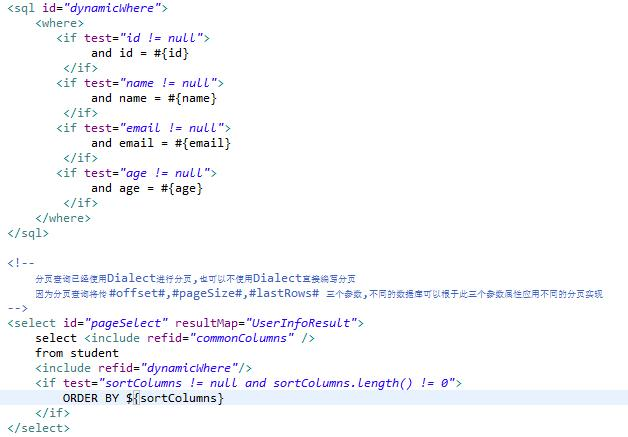 <sql id="dynamicWhere">
<where>
<if test="id != null">
and id = #{id}
</if>
<if test="name != null">
and name = #{name}
</if>
<if test="email != null">
and email = #{email}
</if>
<if test="age != null">
and age = #{age}
</if>
</where>
</sql>
<!--
分页查询已经使用Dialect进行分页,也可以不使用Dialect直接编写分页
因为分页查询将传 #offset#,#pageSize#,#lastRows# 三个参数,不同的数据库可以根于此三个参数属性应用不同的分页实现
-->
<select id="pageSelect" resultMap="UserInfoResult">
select <include refid="commonColumns" />
from student
<include refid="dynamicWhere"/>
<if test="sortColumns != null and sortColumns.length() != 0">
ORDER BY ${sortColumns}
</if>
</select>